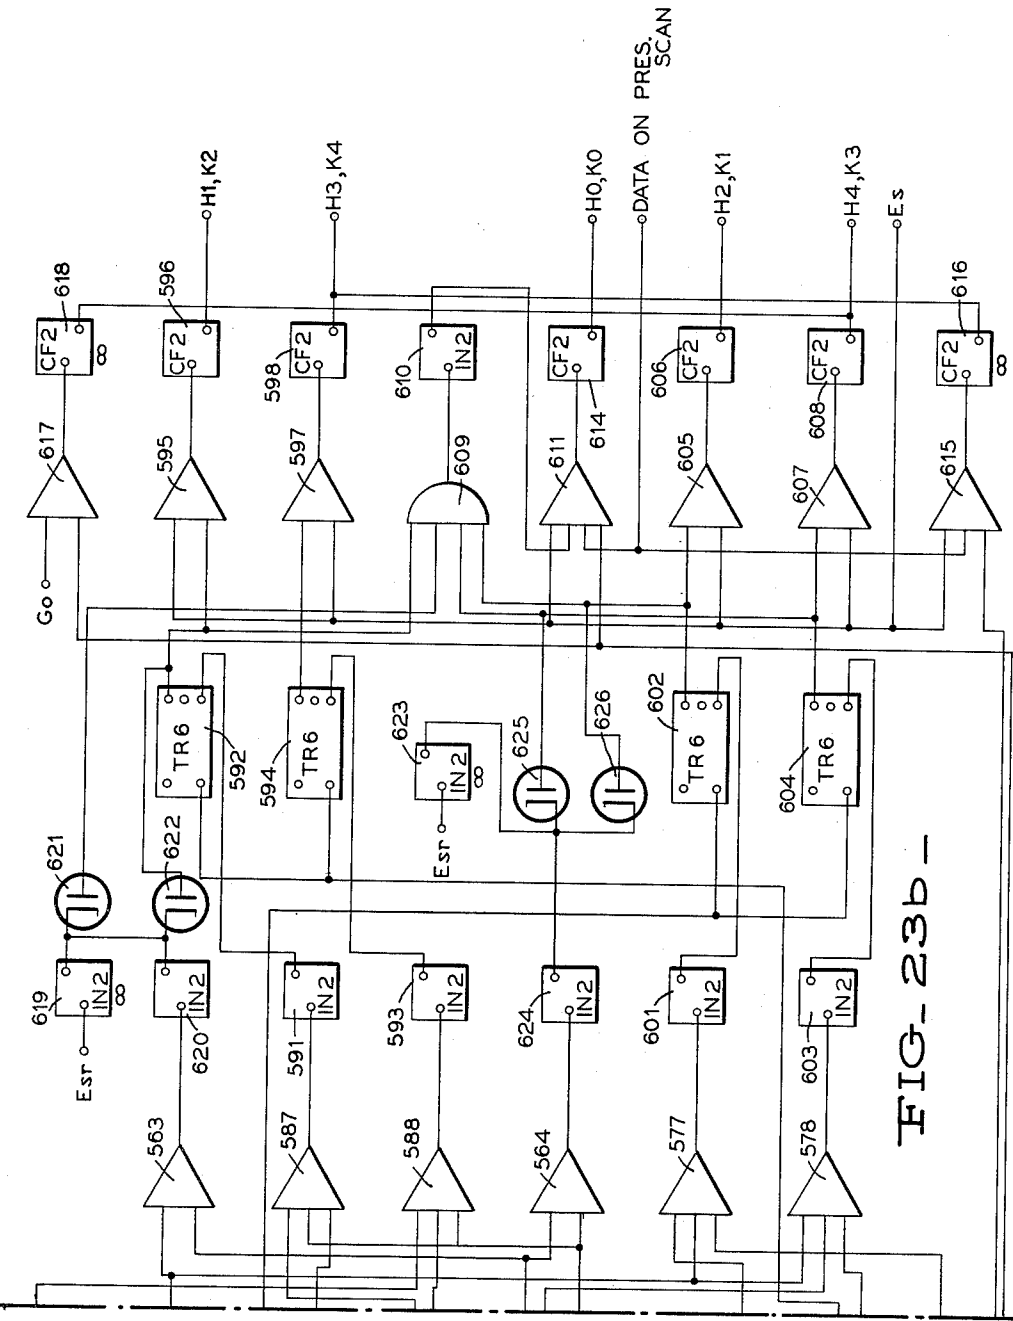 Esr
619
IN2
∞
621
Go
617
CF2
618
∞
563
620
IN2
622
TR6
592
595
CF2
596
H1,K2
587
591
IN2
594
TR6
597
598
CF2
H3,K4
588
593
IN2
Esr
623
IN2
∞
609
610
IN2
564
624
IN2
625
626
611
614
CF2
H0,K0
DATA ON PRES.
SCAN
577
601
IN2
602
TR6
605
606
CF2
H2,K1
578
603
IN2
604
TR6
607
608
CF2
H4,K3
Es
615
CF2
616
∞
FIG_23b_